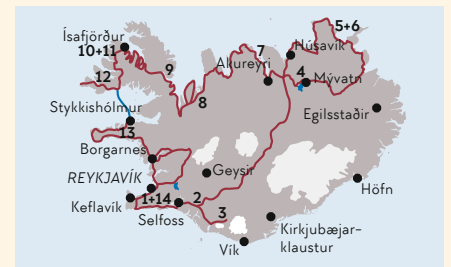 5+6
Ísafjörður
10+11
7
Húsavík
Akureyri
9
12
4
Mývatn
8
Stykkishólmur
Egilsstaðir
13
Borgarnes
Geysir
REYKJAVÍK
Höfn
1+14
2
Keflavík
3
Selfoss
Kirkjubæjar-
klaustur
Vík